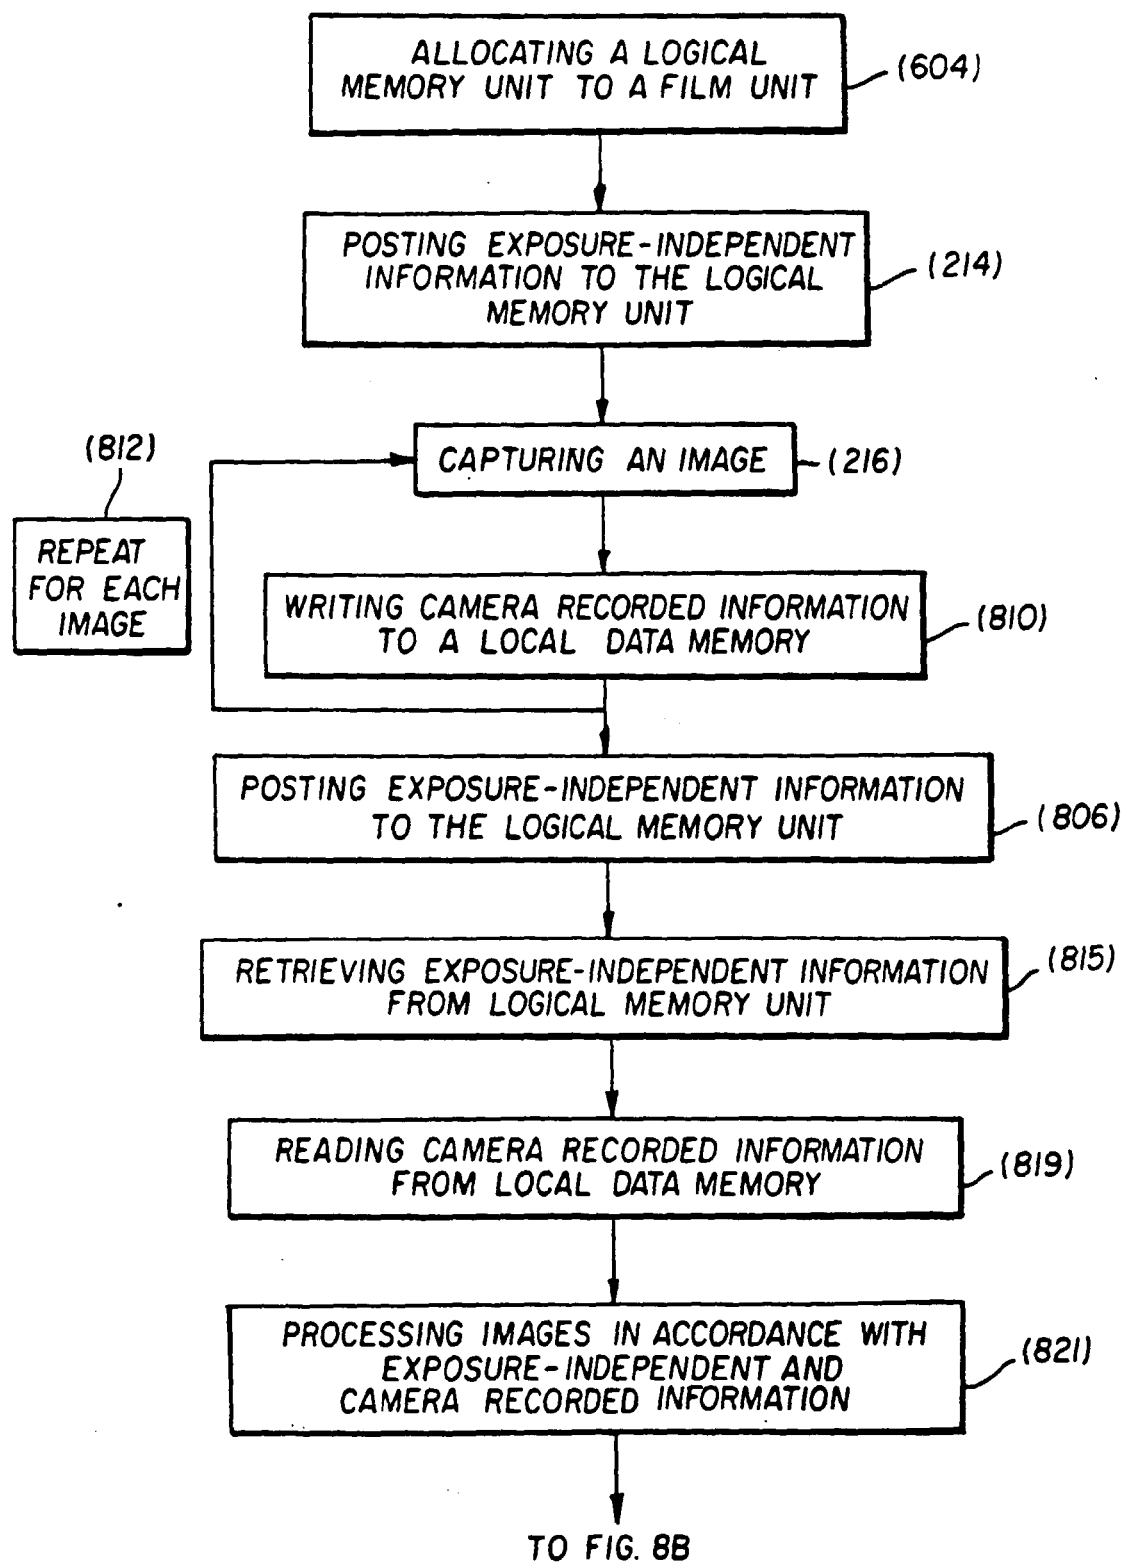 ALLOCATING A LOGICAL
MEMORY UNIT TO A FILM UNIT
(604)
POSTING EXPOSURE-INDEPENDENT
INFORMATION TO THE LOGICAL
MEMORY UNIT
(214)
CAPTURING AN IMAGE
(216)
(812)
REPEAT
FOR EACH
IMAGE
WRITING CAMERA RECORDED INFORMATION
TO A LOCAL DATA MEMORY
(810)
POSTING EXPOSURE-INDEPENDENT INFORMATION
TO THE LOGICAL MEMORY UNIT
(806)
RETRIEVING EXPOSURE-INDEPENDENT INFORMATION
FROM LOGICAL MEMORY UNIT
(815)
READING CAMERA RECORDED INFORMATION
FROM LOCAL DATA MEMORY
(819)
PROCESSING IMAGES IN ACCORDANCE WITH
EXPOSURE-INDEPENDENT AND
CAMERA RECORDED INFORMATION
(821)
TO FIG. 8B